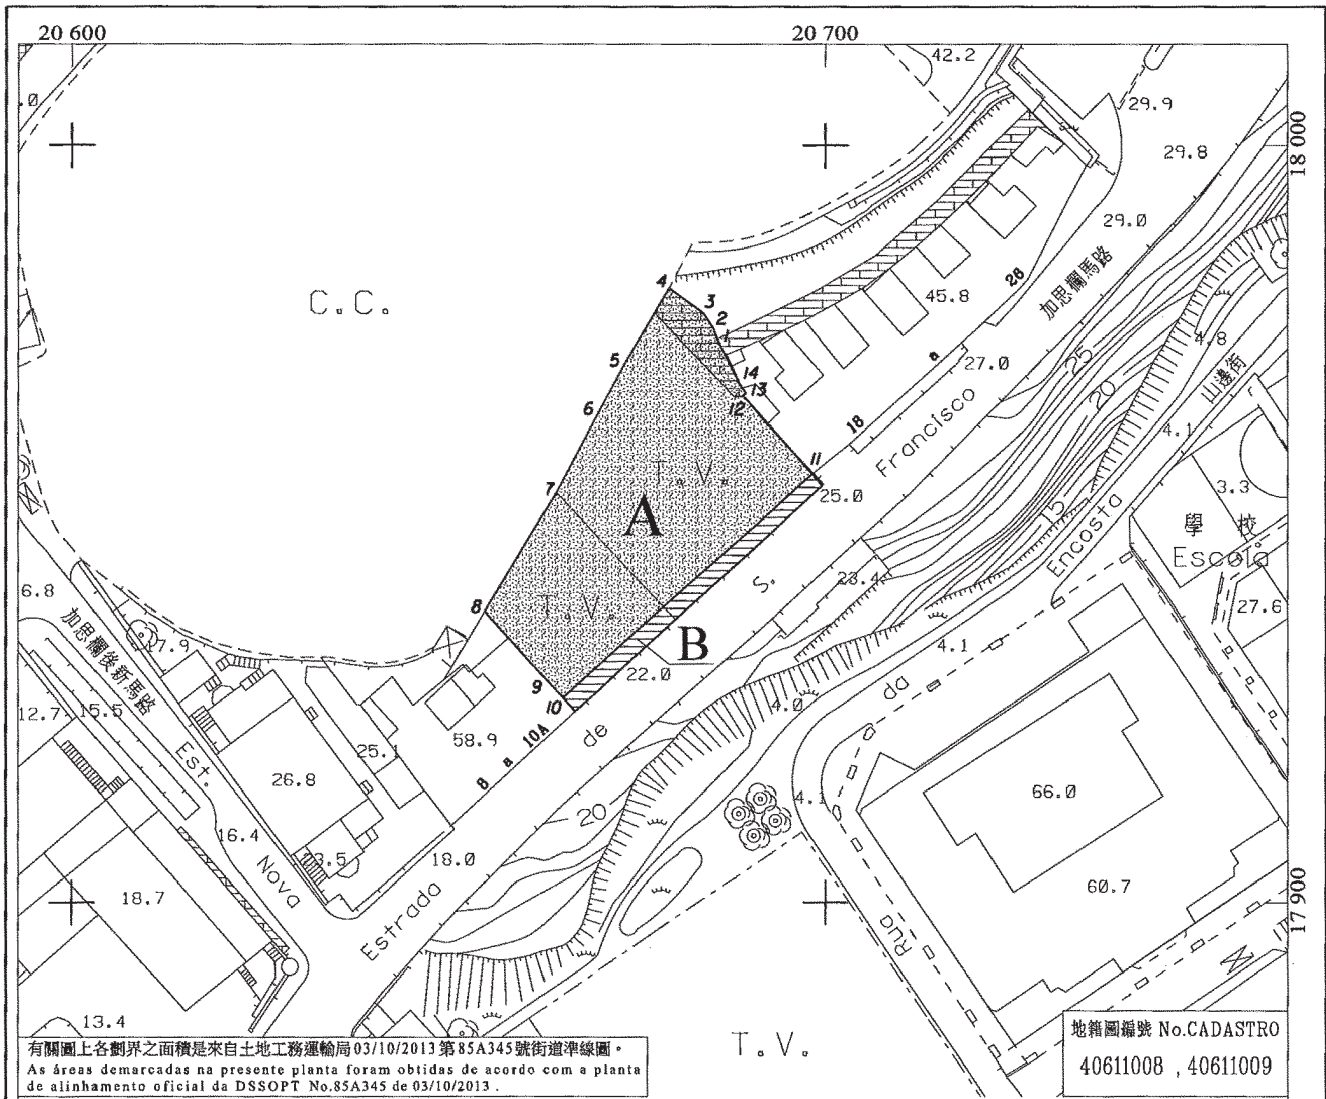 20 600
20 700
42.2
.0
29.9
29.8
18 000
29.0
加思欄馬路
C.C.
4
3
2
1
45.8
26
4.8
5
14
13
12
a
27.0
25
20
山邊街
6
18
Francisco
4.1
11
T.V.
25.0
3.3
7
A
15
Encosta
學校
Escola
S.
23.4
6.8
8
T.V.
27.6
加思欄後新馬路
17.9
B
4.1
22.0
da
9
10
4.0
12.7
15.5
58.9
10A
de
Est.
25.1
a
8
26.8
66.0
20
4.1
16.4
23.5
18.0
Nova
60.7
18.7
Estrada
17 900
Rua
13.4
T.V.
有關圖上各劃界之面積是來自土地工務運輸局03/10/2013第85A345號街道準線圖。
As áreas demarcadas na presente planta foram obtidas de acordo com a planta
de alinhamento oficial da DSSOPT No.85A345 de 03/10/2013 .
地籍圖編號 No.CADASTRO
40611008 , 40611009